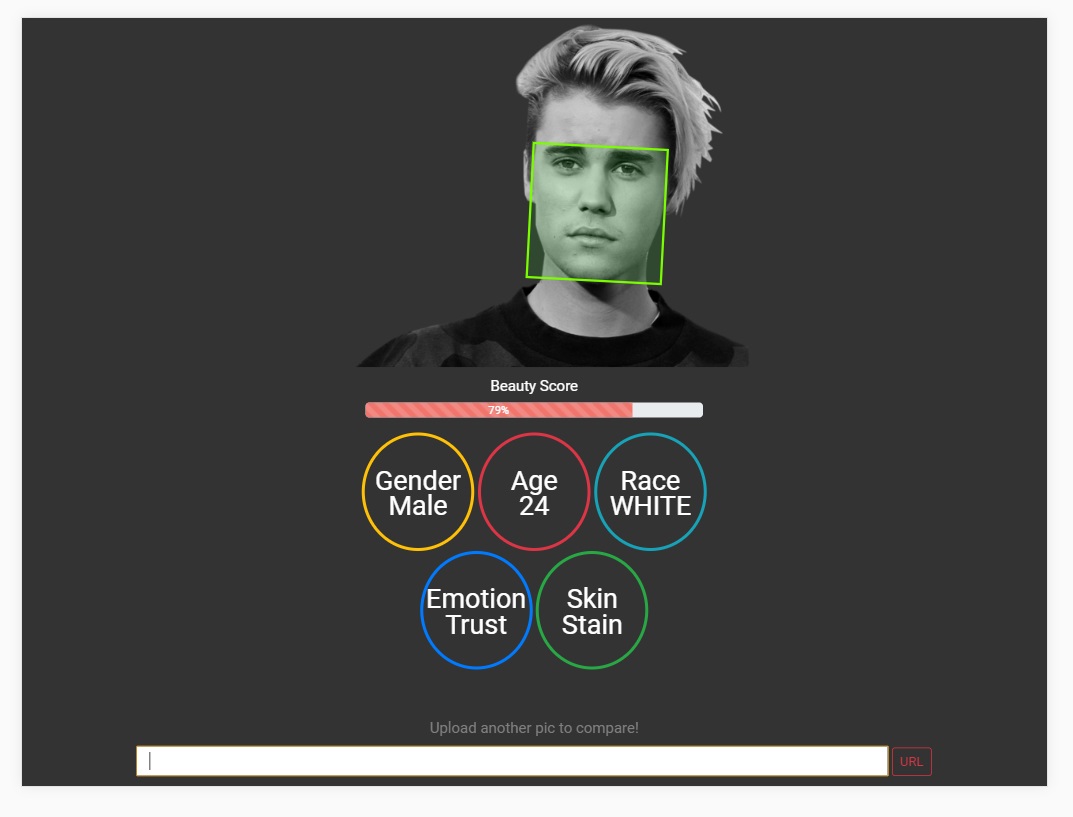 Beauty Score
79%
Gender
Male
Age
24
Race
WHITE
Emotion
Trust
Skin
Stain
Upload another pic to compare!
URL